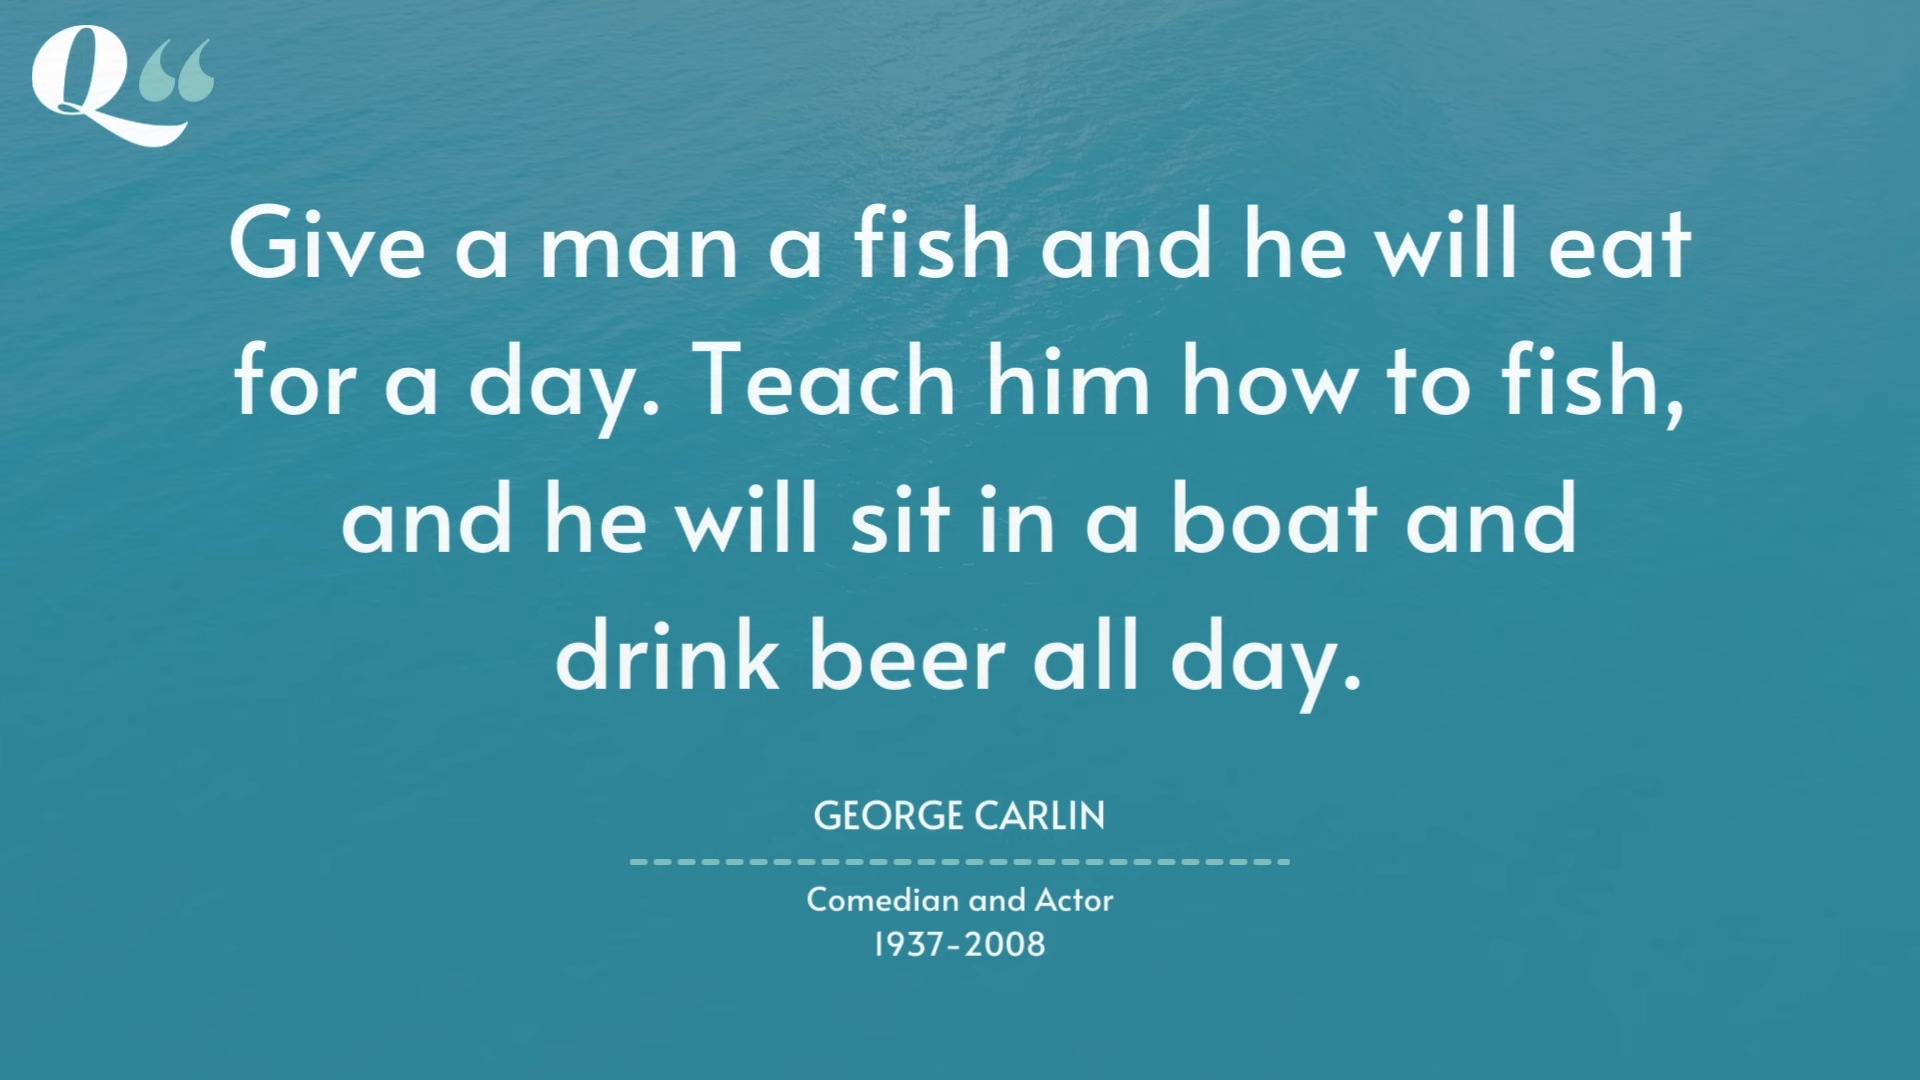 Q“
Give a man a fish and he will eat
for a day. Teach him how to fish,
and he will sit in a boat and
drink beer all day.
GEORGE CARLIN
Comedian and Actor
1937-2008